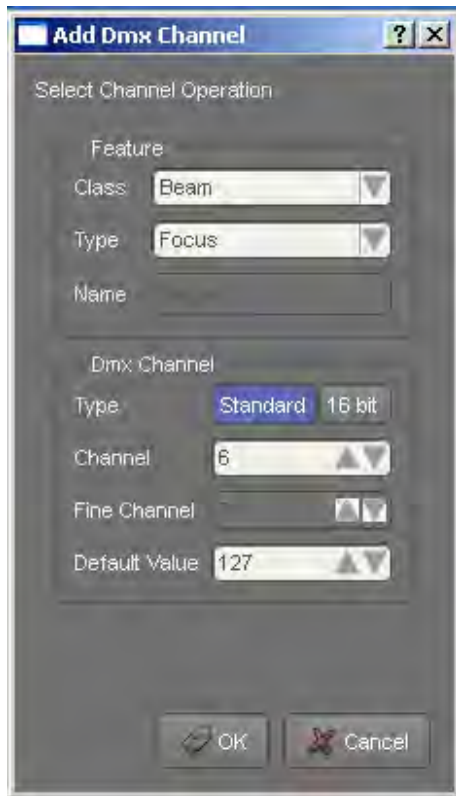 Add Dmx Channel
Select Channel Operation
Feature
Class Beam
Type Focus
Name
Dmx Channel
Type Standard 16 bit
Channel 6
Fine Channel
Default Value 127
OK Cancel